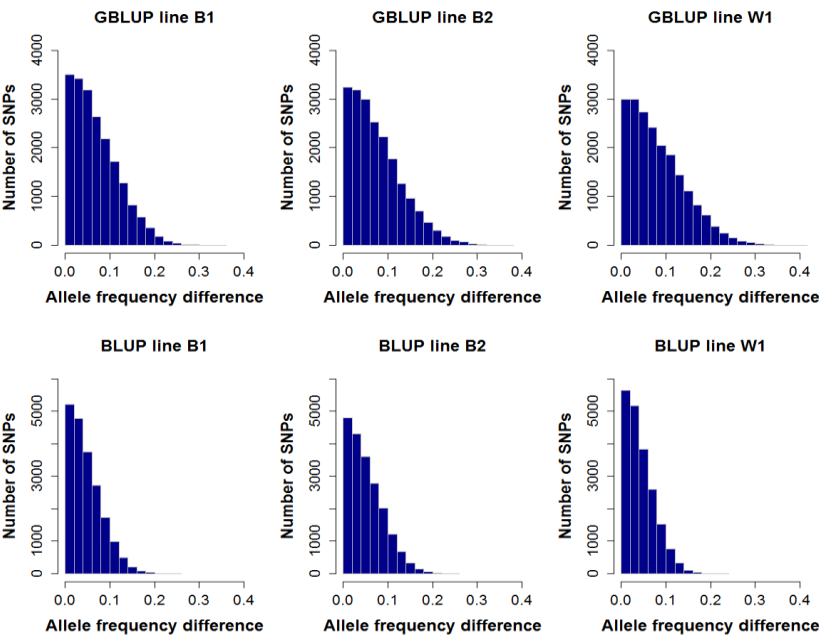 GBLUP line B1
GBLUP line B2
GBLUP line W1
Number of SNPs
0 1000 2000 3000 4000
Number of SNPs
0 1000 2000 3000 4000
Number of SNPs
0 1000 2000 3000 4000
0.0 0.1 0.2 0.3 0.4
0.0 0.1 0.2 0.3 0.4
0.0 0.1 0.2 0.3 0.4
Allele frequency difference
Allele frequency difference
Allele frequency difference
BLUP line B1
BLUP line B2
BLUP line W1
Number of SNPs
0 1000 3000 5000
Number of SNPs
0 1000 3000 5000
Number of SNPs
0 1000 3000 5000
0.0 0.1 0.2 0.3 0.4
0.0 0.1 0.2 0.3 0.4
0.0 0.1 0.2 0.3 0.4
Allele frequency difference
Allele frequency difference
Allele frequency difference